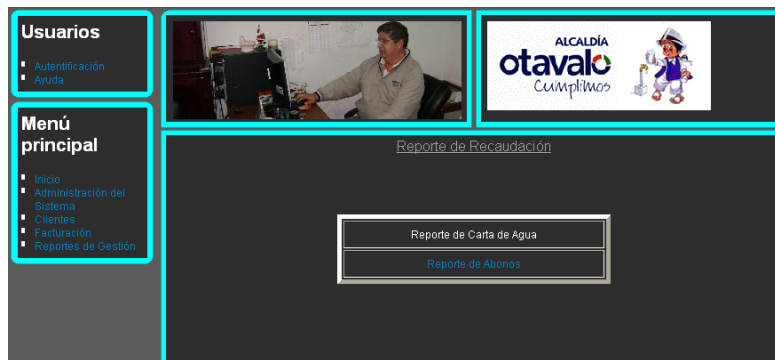 Usuarios
Autentificación
Ayuda
Menú
principal
Inicio
Administración del
Sistema
Clientes
Facturación
Reportes de Gestión
ALCALDÍA
otavalo
Cumplimos
Reporte de Recaudación
Reporte de Carta de Agua
Reporte de Abonos